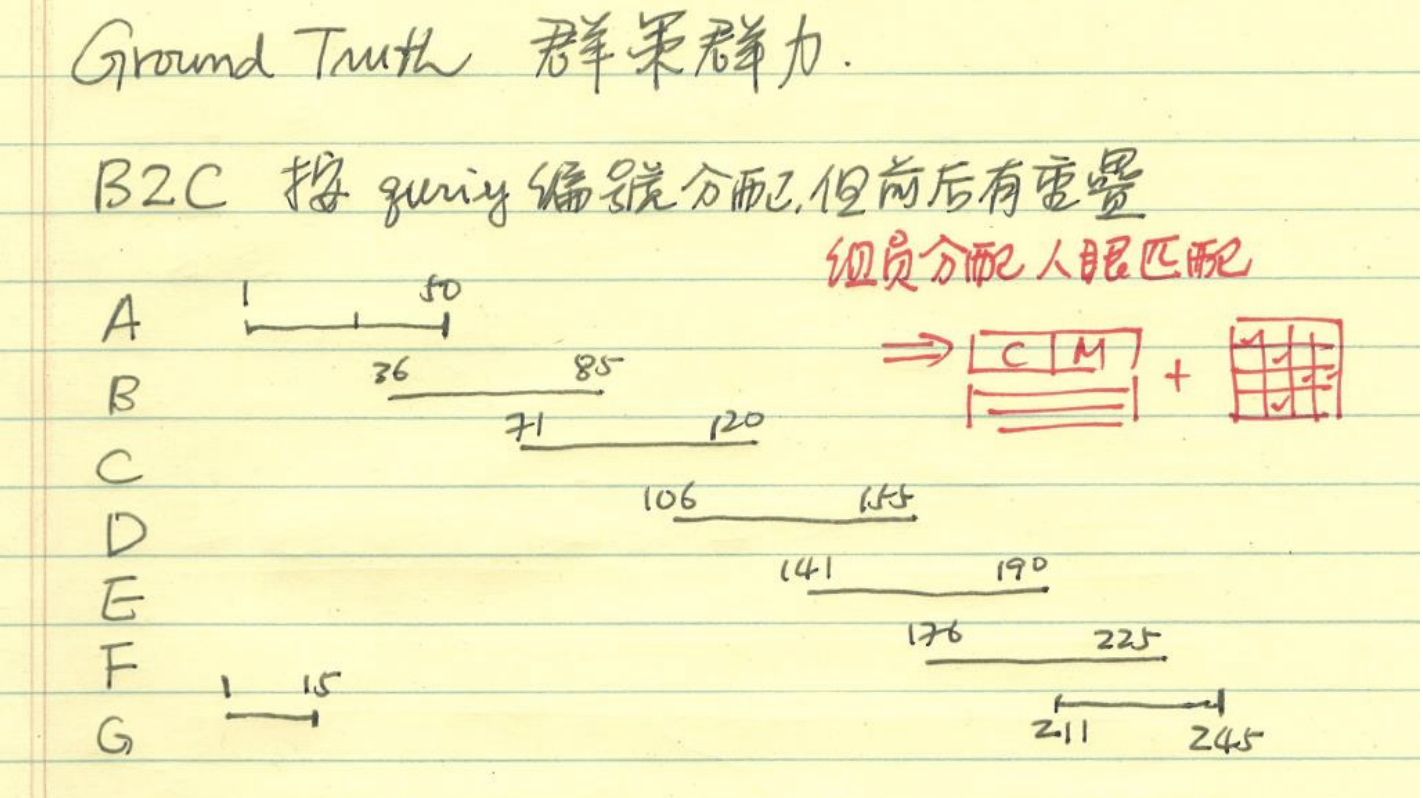 Ground Truth 群策群力.
B2C 按 quriy 编號分配,但前后有重疊
组员分配人眼匹配
A 1 50
⇒ C M +
B 36 85
C 71 120
D 106 155
E 141 190
F 176 225
G 1 15 211 245